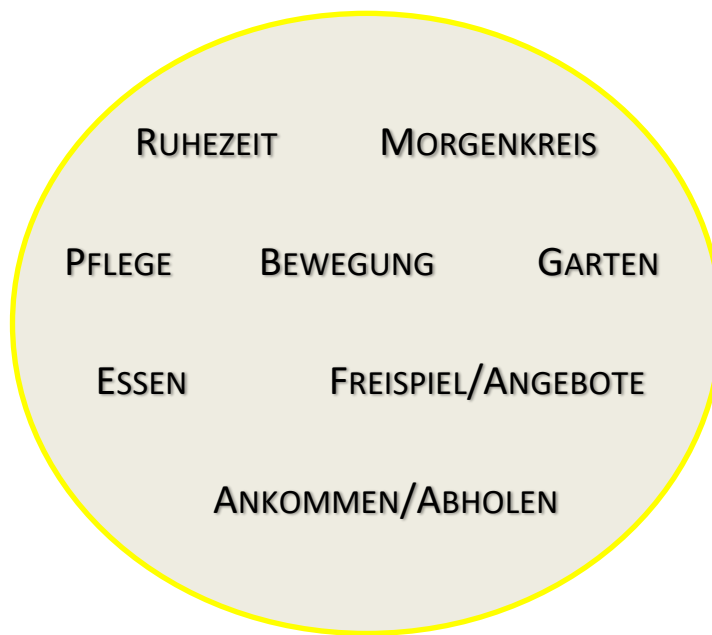 Ruhezeit Morgenkreis
Pflege Bewegung Garten
Essen Freispiel/Angebote
Ankommen/Abholen